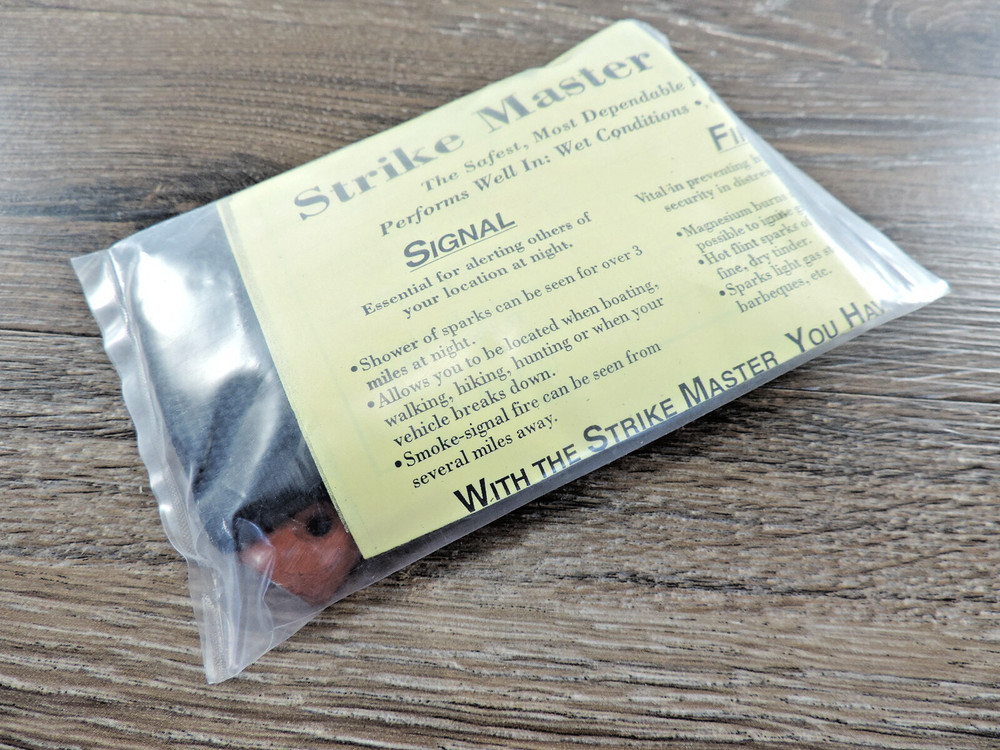 Strike Master
The Safest, Most Dependable
Performs Well In: Wet Conditions •
SIGNAL
Essential for alerting others of
your location at night.
•Shower of sparks can be seen for over 3
miles at night.
•Allows you to be located when boating,
walking, hiking, hunting or when your
vehicle breaks down.
•Smoke-signal fire can be seen from
several miles away.
Vital in preventing
security in
•Magnesium
possible to
•Hot flint sparks
fine, dry tinder.
•Sparks light gas
barbeques, etc.
WITH THE STRIKE MASTER YOU